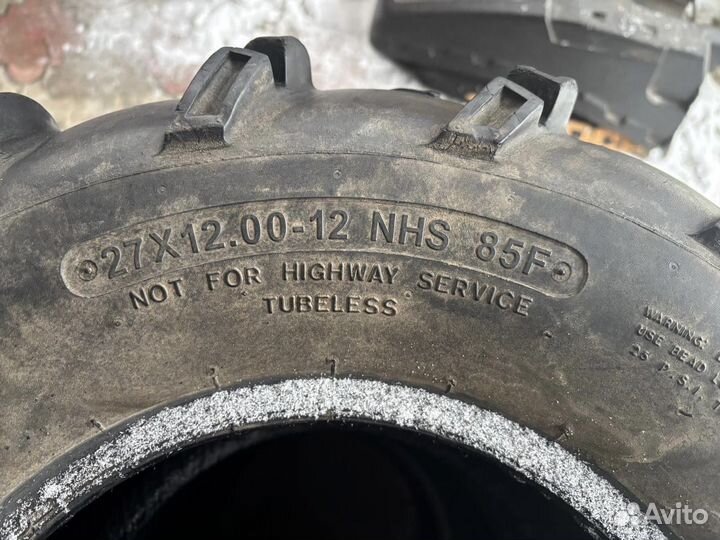 27X12.00-12 NHS 85F
NOT FOR HIGHWAY SERVICE
TUBELESS
WARNING:
USE BEAD
25 P.S.I.
Avito